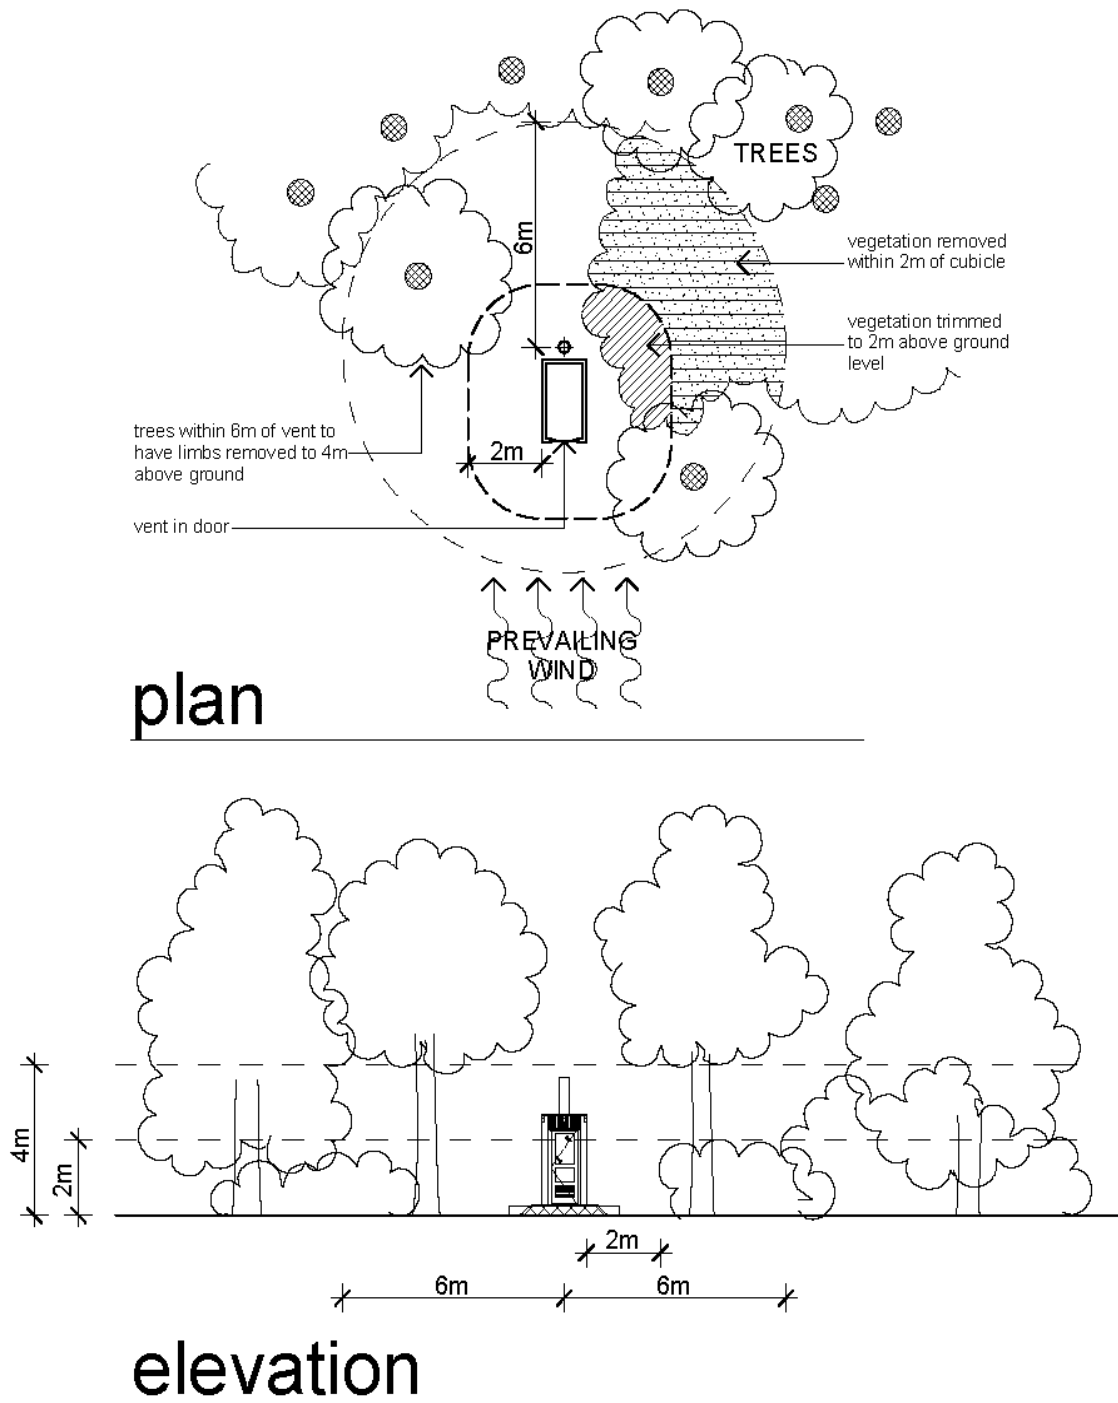 TREES
6m
vegetation removed
within 2m of cubicle
vegetation trimmed
to 2m above ground
level
trees within 6m of vent to
have limbs removed to 4m
above ground
2m
vent in door
PREVAILING
WIND
plan
4m
2m
2m
6m
6m
elevation